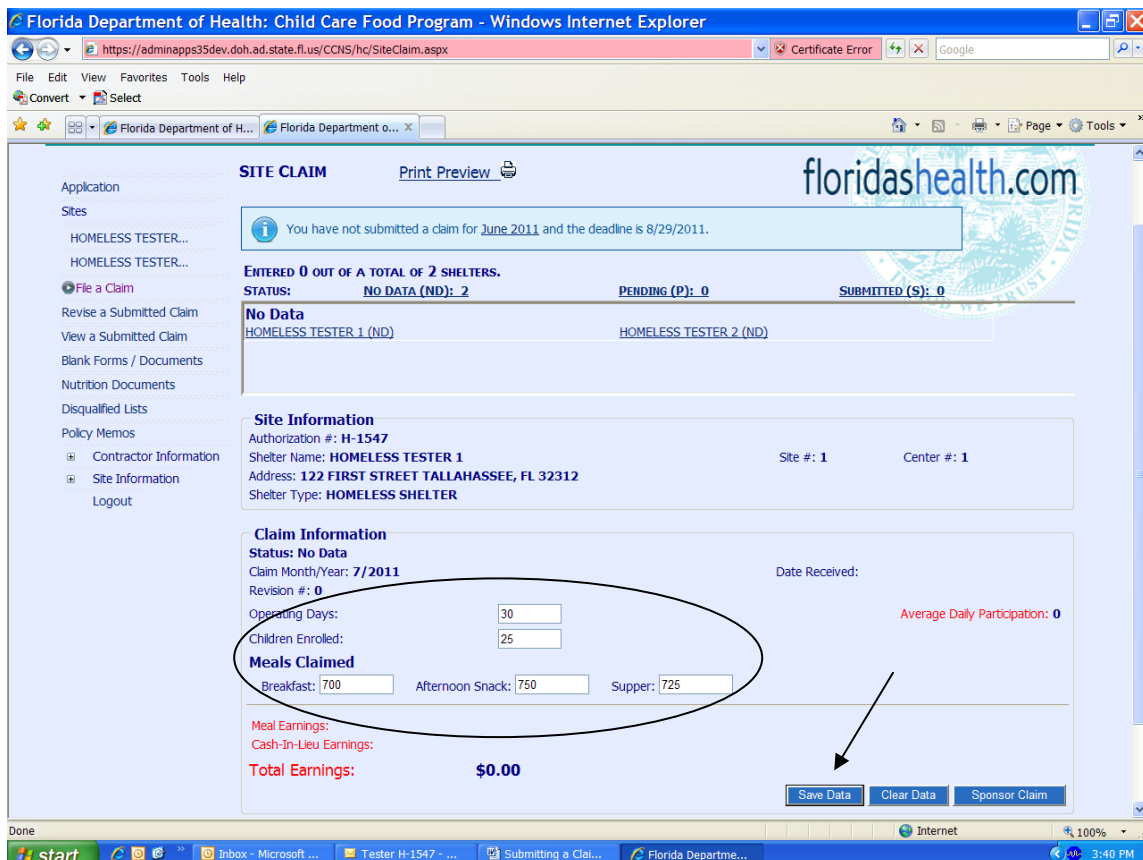 Florida Department of Health: Child Care Food Program - Windows Internet Explorer
https://adminapps35dev.doh.ad.state.fl.us/CCNS/hc/SiteClaim.aspx Certificate Error Google
File Edit View Favorites Tools Help
Convert Select
Florida Department of H... Florida Department o... X Page Tools »
SITE CLAIM Print Preview floridashealth.com
Application
Sites
HOMELESS TESTER...
HOMELESS TESTER...
File a Claim
Revise a Submitted Claim
View a Submitted Claim
Blank Forms / Documents
Nutrition Documents
Disqualified Lists
Policy Memos
Contractor Information
Site Information
Logout
You have not submitted a claim for June 2011 and the deadline is 8/29/2011.
ENTERED 0 OUT OF A TOTAL OF 2 SHELTERS.
STATUS: NO DATA (ND): 2 PENDING (P): 0 SUBMITTED (S): 0
No Data
HOMELESS TESTER 1 (ND) HOMELESS TESTER 2 (ND)
Site Information
Authorization #: H-1547
Shelter Name: HOMELESS TESTER 1 Site #: 1 Center #: 1
Address: 122 FIRST STREET TALLAHASSEE, FL 32312
Shelter Type: HOMELESS SHELTER
Claim Information
Status: No Data
Claim Month/Year: 7/2011 Date Received:
Revision #: 0
Operating Days: 30 Average Daily Participation: 0
Children Enrolled: 25
Meals Claimed
Breakfast: 700 Afternoon Snack: 750 Supper: 725
Meal Earnings:
Cash-In-Lieu Earnings:
Total Earnings: $0.00
Save Data Clear Data Sponsor Claim
Done Internet 100%
start » Inbox - Microsoft ... Tester H-1547 - ... Submitting a Clai... Florida Departme... 3:40 PM